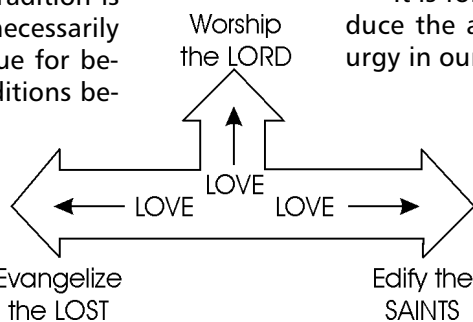 radition is
necessarily
ue for be-
ditions be-
Worship
the LORD
duce the a
urgy in our
LOVE
LOVE
LOVE
Evangelize
the LOST
Edify the
SAINTS